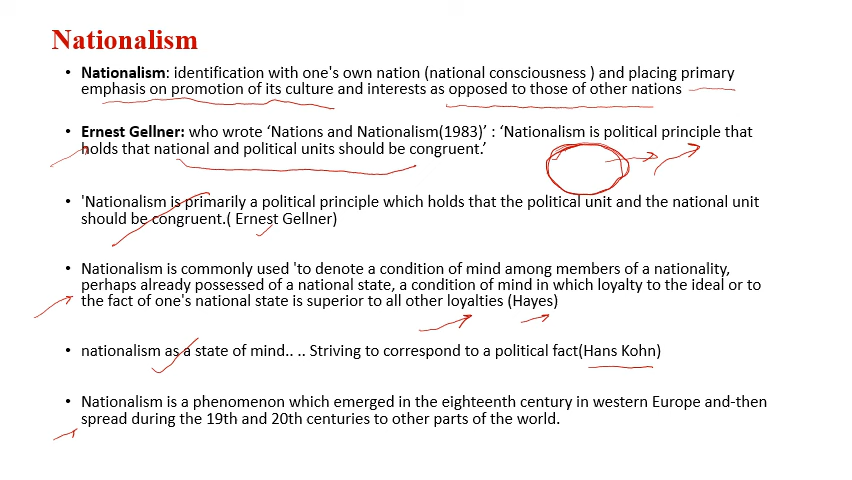 Nationalism
• Nationalism: identification with one's own nation (national consciousness ) and placing primary
emphasis on promotion of its culture and interests as opposed to those of other nations
• Ernest Gellner: who wrote ‘Nations and Nationalism(1983)’ : ‘Nationalism is political principle that
holds that national and political units should be congruent.’
• 'Nationalism is primarily a political principle which holds that the political unit and the national unit
should be congruent.( Ernest Gellner)
• Nationalism is commonly used 'to denote a condition of mind among members of a nationality,
perhaps already possessed of a national state, a condition of mind in which loyalty to the ideal or to
the fact of one's national state is superior to all other loyalties (Hayes)
• nationalism as a state of mind.. .. Striving to correspond to a political fact(Hans Kohn)
• Nationalism is a phenomenon which emerged in the eighteenth century in western Europe and-then
spread during the 19th and 20th centuries to other parts of the world.